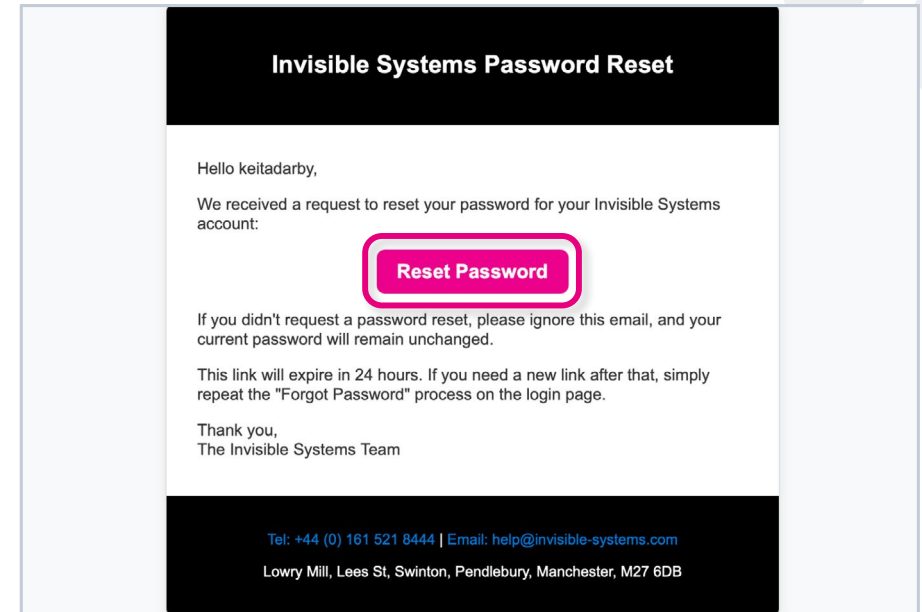 Invisible Systems Password Reset
Hello keitadarby,
We received a request to reset your password for your Invisible Systems
account:
Reset Password
If you didn't request a password reset, please ignore this email, and your
current password will remain unchanged.
This link will expire in 24 hours. If you need a new link after that, simply
repeat the "Forgot Password" process on the login page.
Thank you,
The Invisible Systems Team
Tel: +44 (0) 161 521 8444 | Email: help@invisible-systems.com
Lowry Mill, Lees St, Swinton, Pendlebury, Manchester, M27 6DB